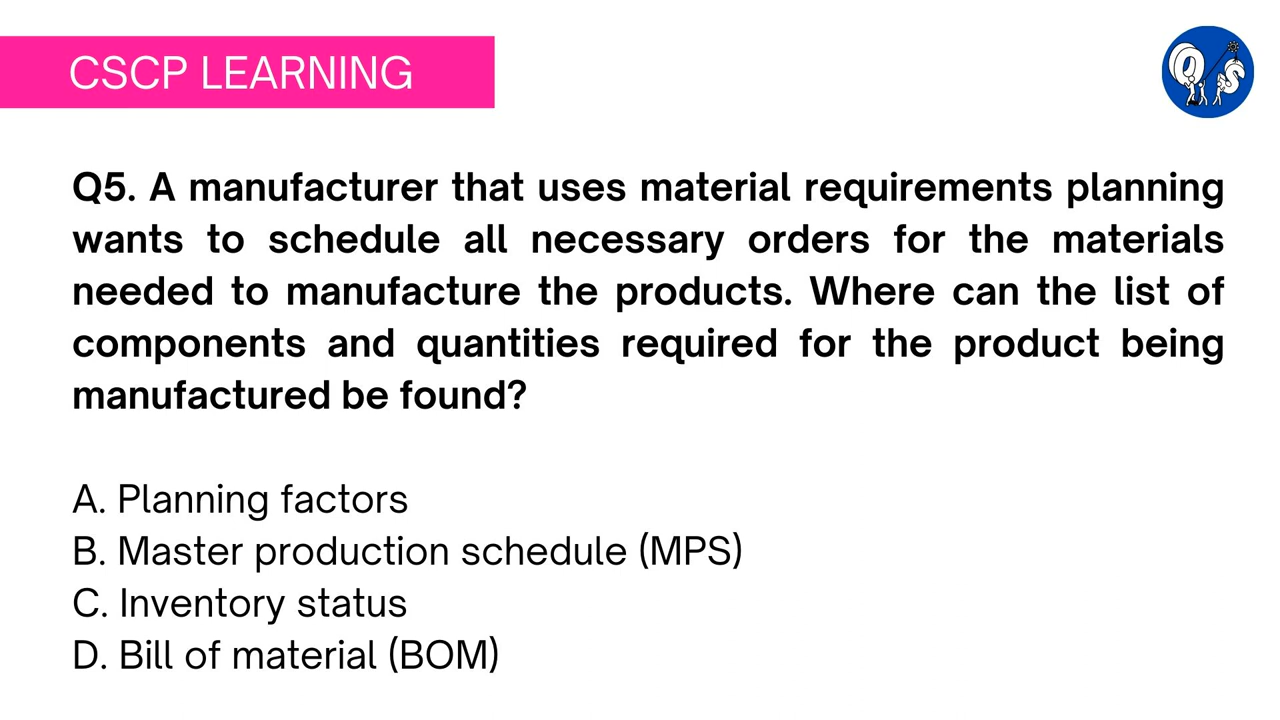 CSCP LEARNING
Q S
Q5. A manufacturer that uses material requirements planning
wants to schedule all necessary orders for the materials
needed to manufacture the products. Where can the list of
components and quantities required for the product being
manufactured be found?
A. Planning factors
B. Master production schedule (MPS)
C. Inventory status
D. Bill of material (BOM)